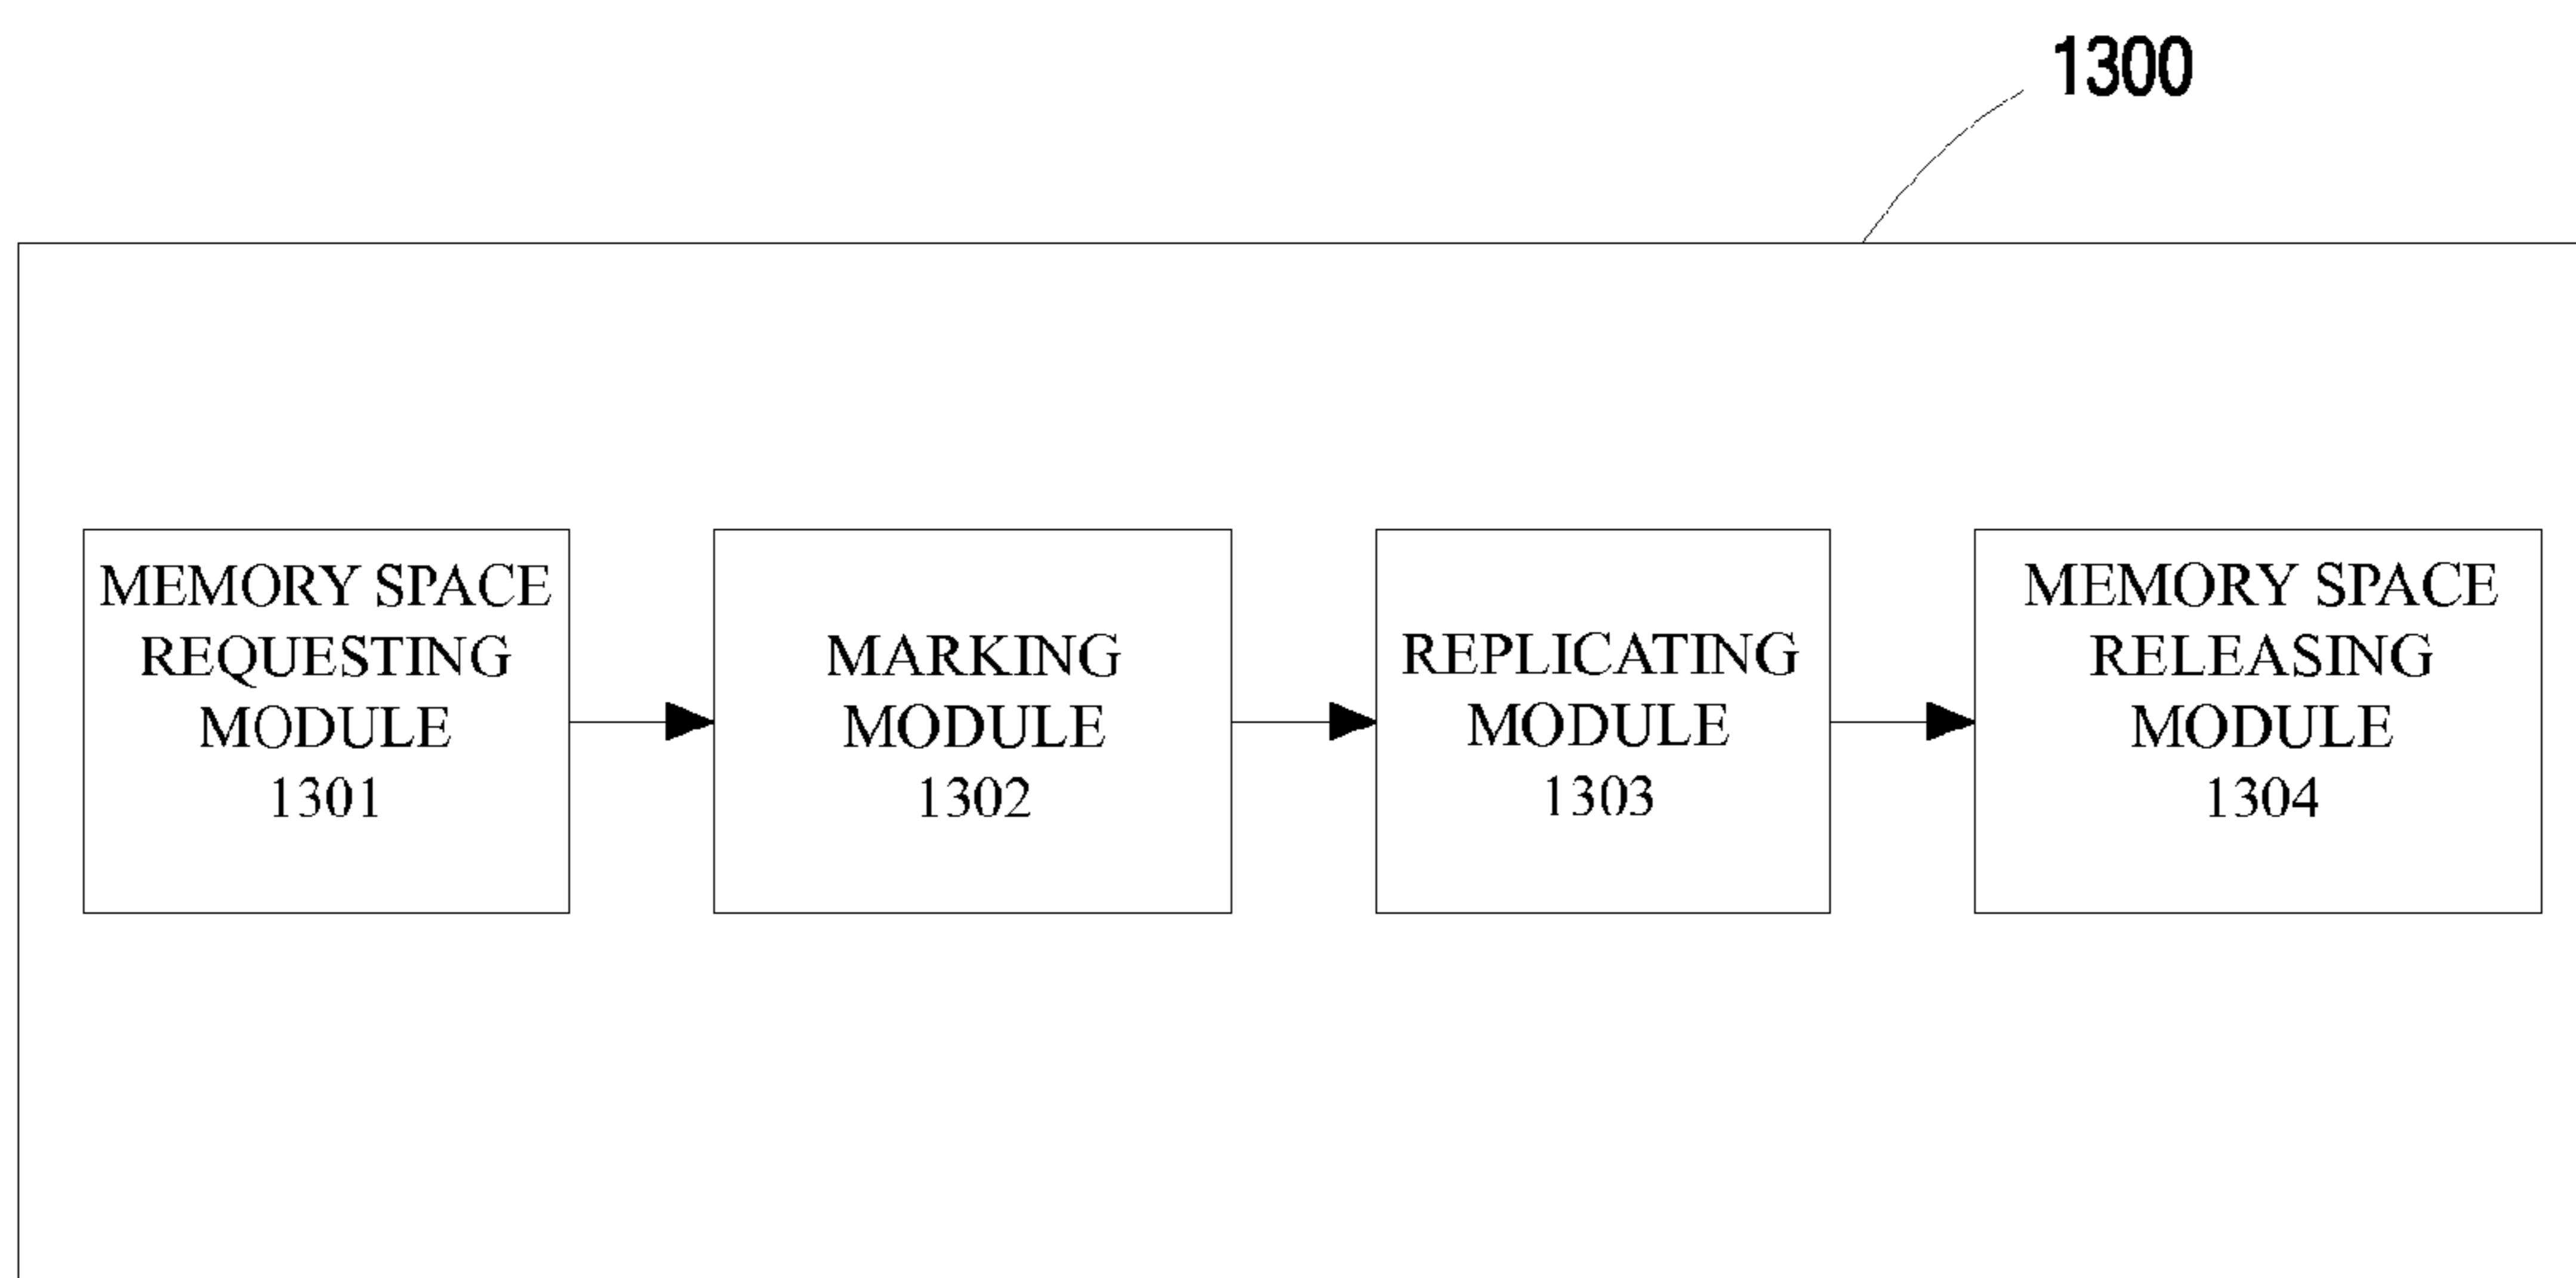 1300
MEMORY SPACE
REQUESTING
MODULE
1301
MARKING
MODULE
1302
REPLICATING
MODULE
1303
MEMORY SPACE
RELEASING
MODULE
1304